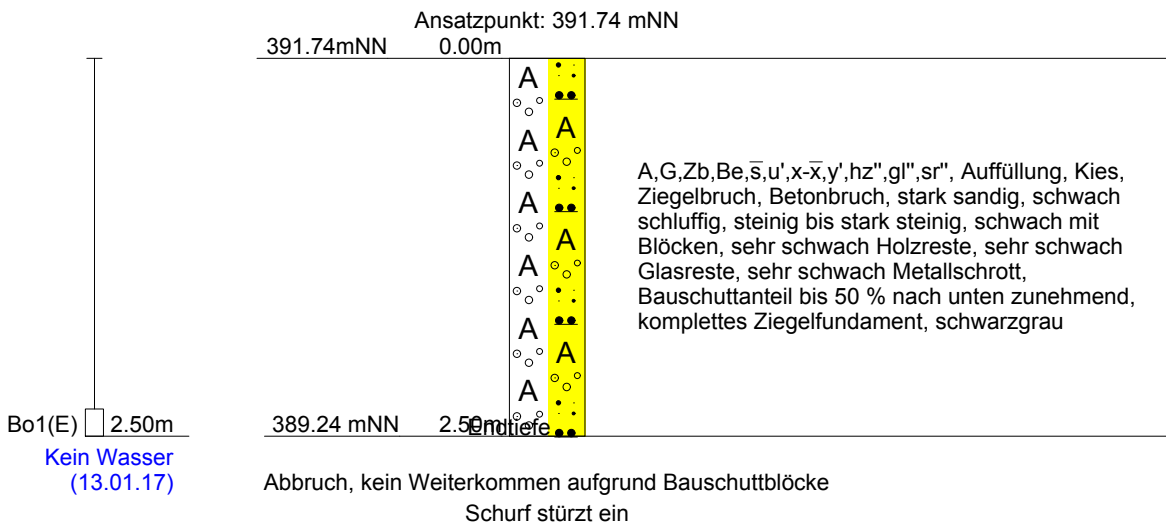 Ansatzpunkt: 391.74 mNN
391.74mNN 0.00m
A A
A A
A A
A A
A A
A A
A A
A
A
A,G,Zb,Be,s̅,u',x-x̅,y',hz",gl",sr", Auffüllung, Kies,
Ziegelbruch, Betonbruch, stark sandig, schwach
schluffig, steinig bis stark steinig, schwach mit
Blöcken, sehr schwach Holzreste, sehr schwach
Glasreste, sehr schwach Metallschrott,
Bauschuttanteil bis 50 % nach unten zunehmend,
komplettes Ziegelfundament, schwarzgrau
Bo1(E) 2.50m
389.24 mNN 2.50m
Endtiefe
Kein Wasser
(13.01.17)
Abbruch, kein Weiterkommen aufgrund Bauschuttblöcke
Schurf stürzt ein